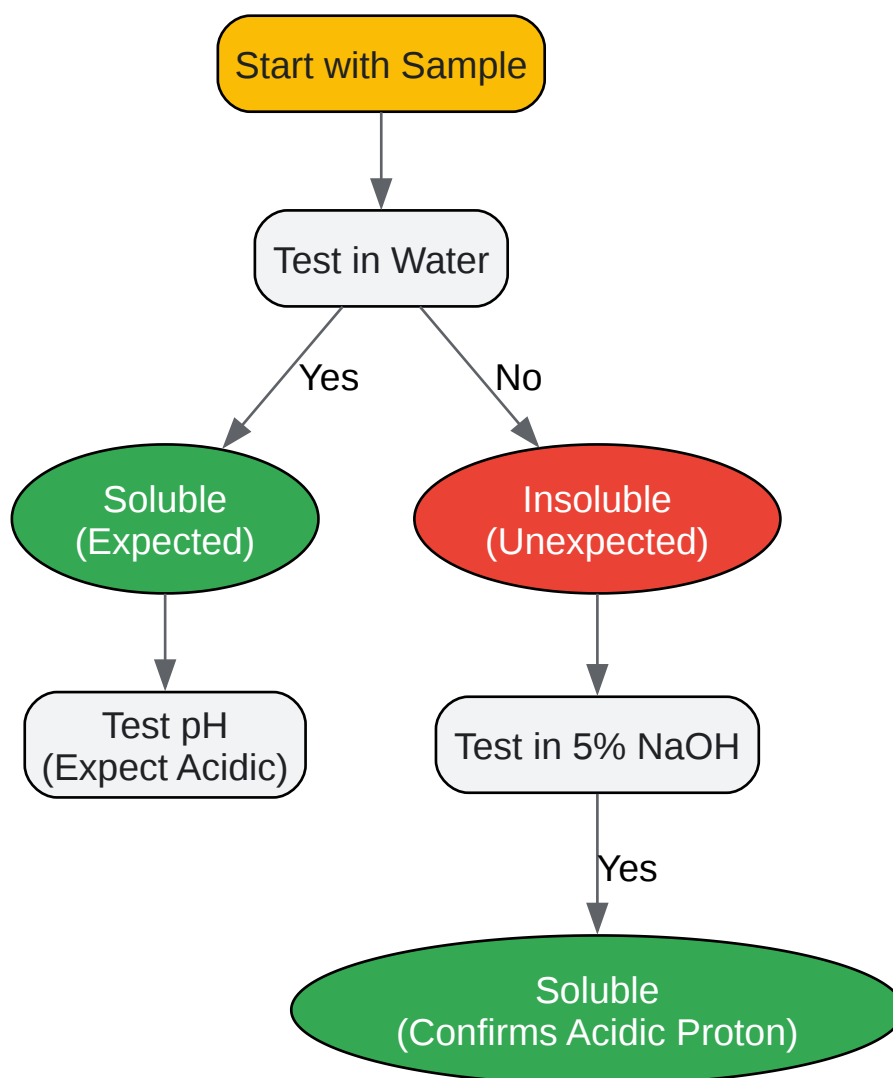 Start with Sample
Test in Water
Yes
No
Soluble
(Expected)
Insoluble
(Unexpected)
Test pH
(Expect Acidic)
Test in 5% NaOH
Yes
Soluble
(Confirms Acidic Proton)